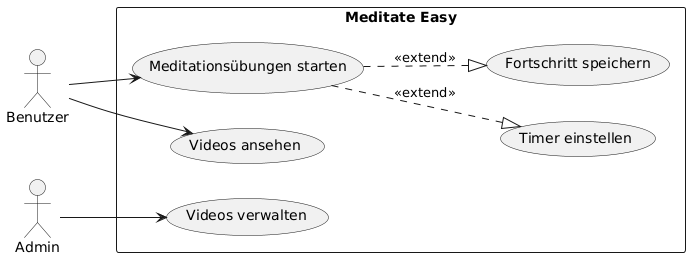 Meditate Easy
Meditationsübungen starten
«extend»
Fortschritt speichern
«extend»
Benutzer
Timer einstellen
Videos ansehen
Videos verwalten
Admin